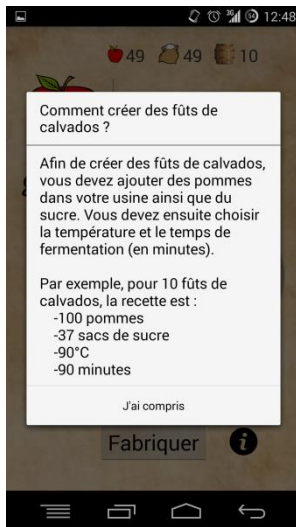 3G 54 12:48
49 49 10
Comment créer des fûts de
calvados ?
Afin de créer des fûts de calvados,
vous devez ajouter des pommes
dans votre usine ainsi que du
sucre. Vous devez ensuite choisir
la température et le temps de
fermentation (en minutes).
Par exemple, pour 10 fûts de
calvados, la recette est :
-100 pommes
-37 sacs de sucre
-90°C
-90 minutes
J'ai compris
Fabriquer i